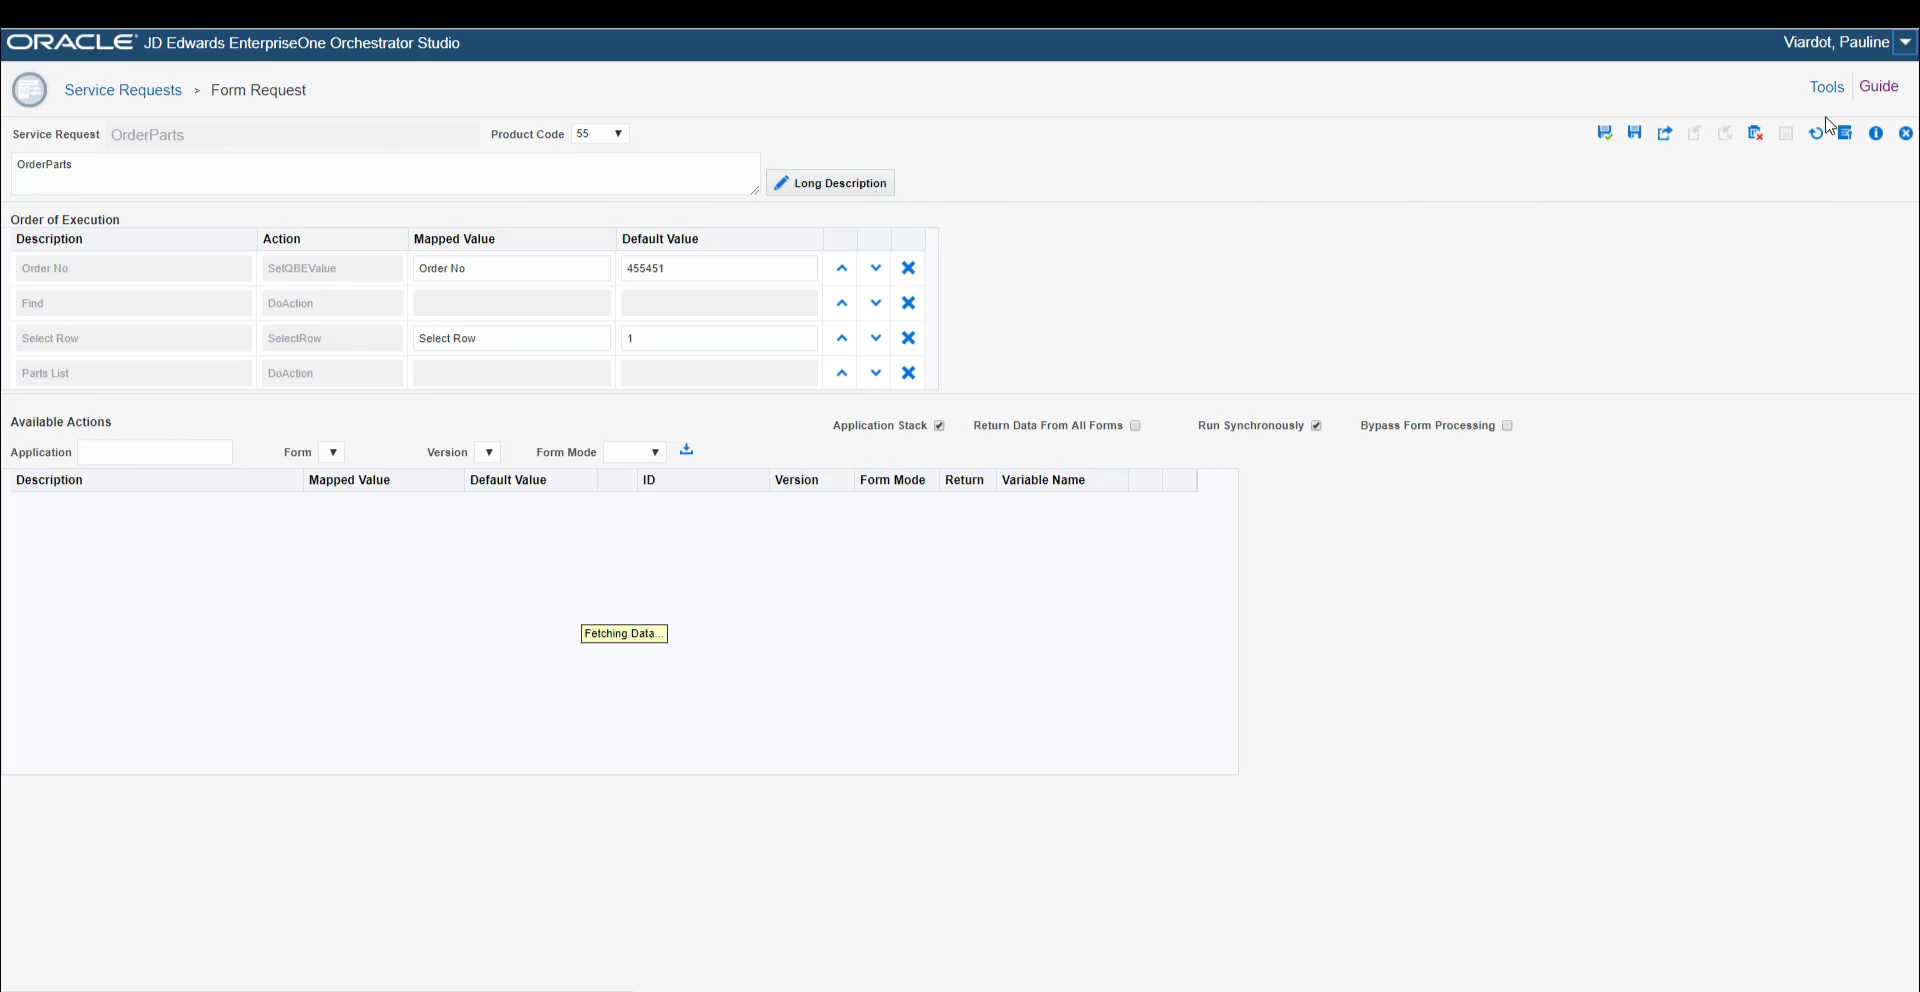 ORACLE JD Edwards EnterpriseOne Orchestrator Studio
Viardot, Pauline
Service Requests > Form Request
Tools Guide
Service Request OrderParts Product Code 55
OrderParts
Long Description
Order of Execution
Description Action Mapped Value Default Value
Order No SetQBEValue Order No 455451
Find DoAction
Select Row SelectRow Select Row 1
Parts List DoAction
Available Actions Application Stack Return Data From All Forms Run Synchronously Bypass Form Processing
Application Form Version Form Mode
Description Mapped Value Default Value ID Version Form Mode Return Variable Name
Fetching Data...